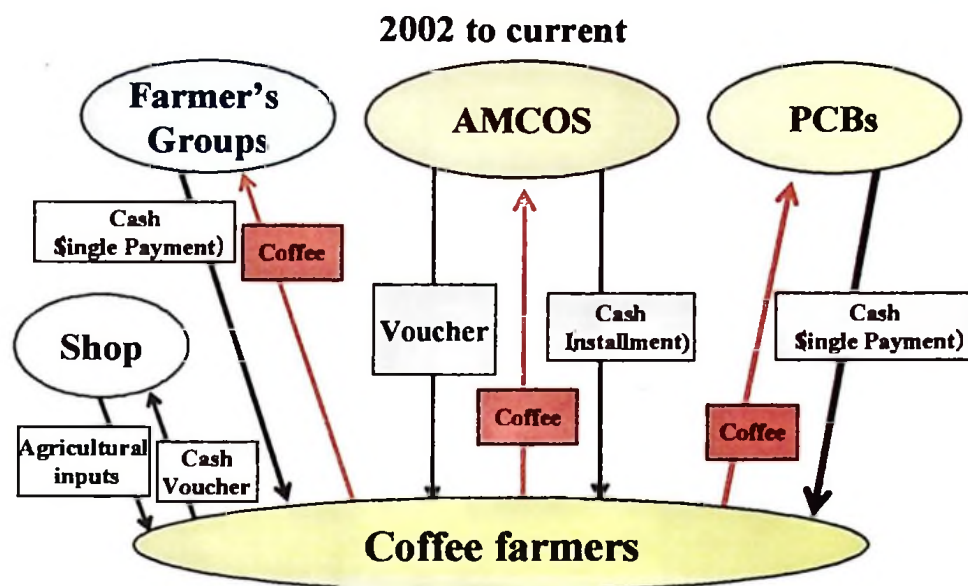 2002 to current
Farmer's
Groups
AMCOS
PCBs
Cash
$ingle Payment)
Coffee
Voucher
Cash
Installment)
Cash
$ingle Payment)
Shop
Coffee
Coffee
Agricultural
inputs
Cash
Voucher
Coffee farmers